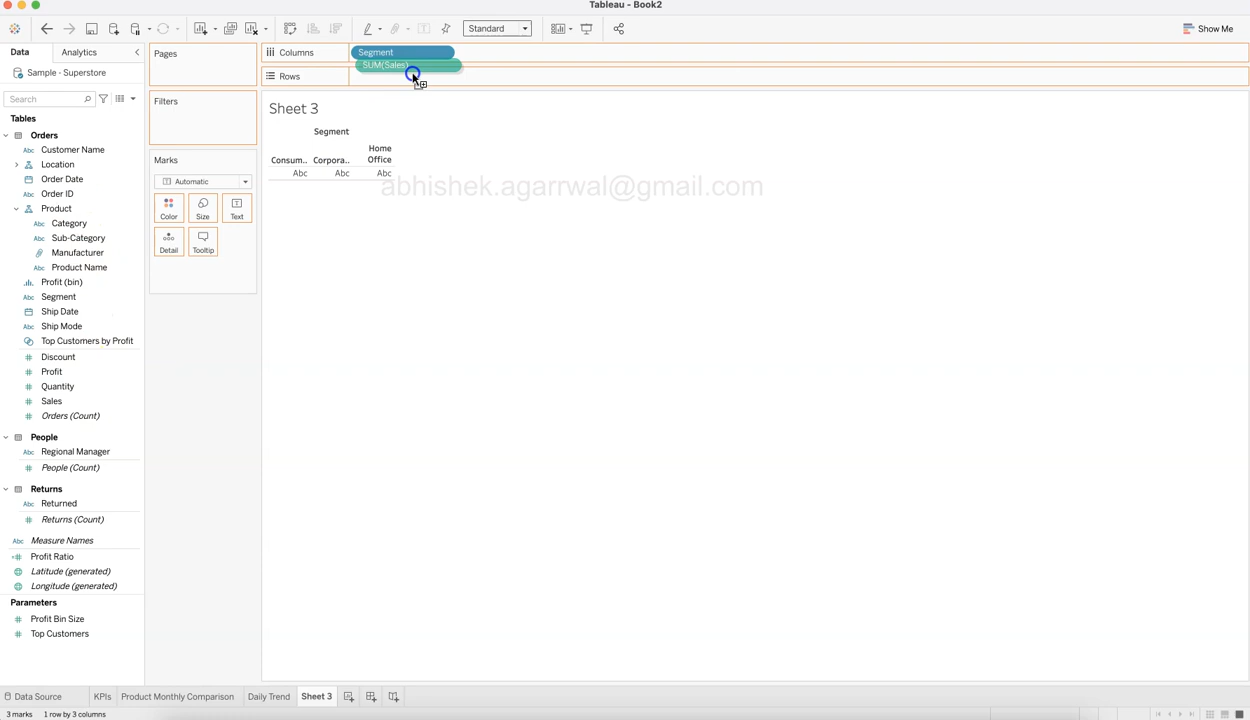 Tableau - Book2
Standard
Show Me
Data
Analytics
Pages
Columns
Segment
SUM(Sales)
Rows
Sample - Superstore
Search
Tables
Orders
Customer Name
Location
Order Date
Order ID
Product
Category
Sub-Category
Manufacturer
Product Name
Profit (bin)
Segment
Ship Date
Ship Mode
Top Customers by Profit
Discount
Profit
Quantity
Sales
Orders (Count)
People
Regional Manager
People (Count)
Returns
Returned
Returns (Count)
Measure Names
Profit Ratio
Latitude (generated)
Longitude (generated)
Parameters
Profit Bin Size
Top Customers
Filters
Marks
Automatic
Color Size Text
Detail Tooltip
Sheet 3
Segment
Consum.. Corpora.. Home Office
Abc Abc Abc
abhishek.agarrwal@gmail.com
Data Source KPIs Product Monthly Comparison Daily Trend Sheet 3
3 marks 1 row by 3 columns